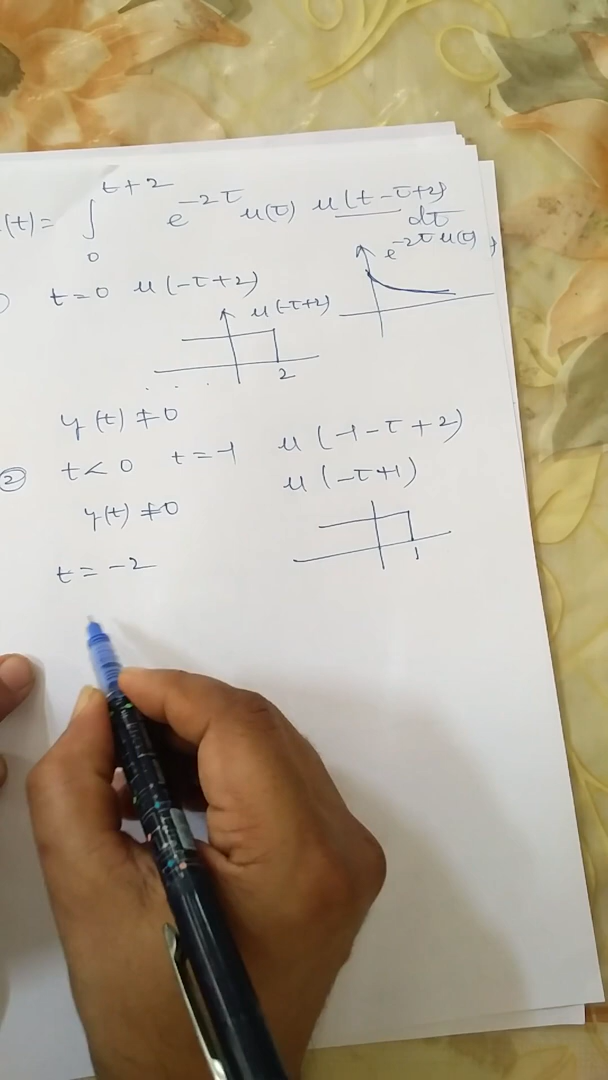 (t) = ∫ 0 t+2 e^-2τ u(τ) u(t-τ+2) dτ
t=0 u(-τ+2)
e^-2τ u(τ)
u(-τ+2)
2
y(t) ≠ 0
② t<0 t=-1 u(-1-τ+2)
u(-τ+1)
y(t) ≠ 0
1
t = -2